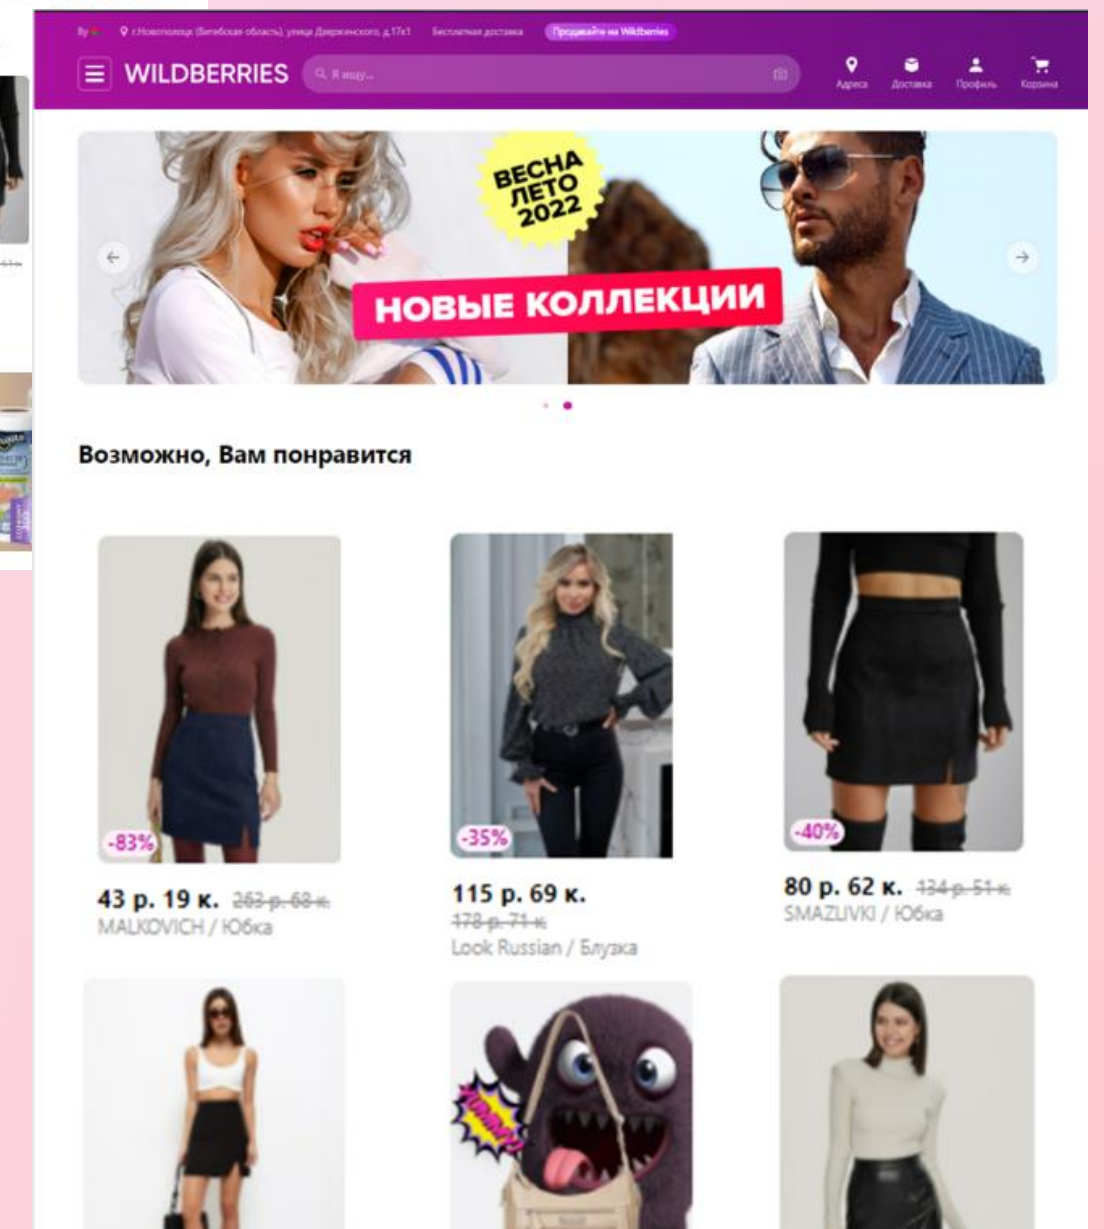 By
г.Новополоцк (Витебская область), улица Дзержинского, д.17к1
Бесплатная доставка
Продавайте на Wildberries
WILDBERRIES
Я ищу...
Адреса
Доставка
Профиль
Корзина
ВЕСНА
ЛЕТО
2022
НОВЫЕ КОЛЛЕКЦИИ
Возможно, Вам понравится
-83%
-35%
-40%
43 р. 19 к. 263 р. 68 к.
MALKOVICH / Юбка
115 р. 69 к.
178 р. 71 к.
Look Russian / Блузка
80 р. 62 к. 134 р. 51 к.
SMAZLIVKI / Юбка
YUMMY!